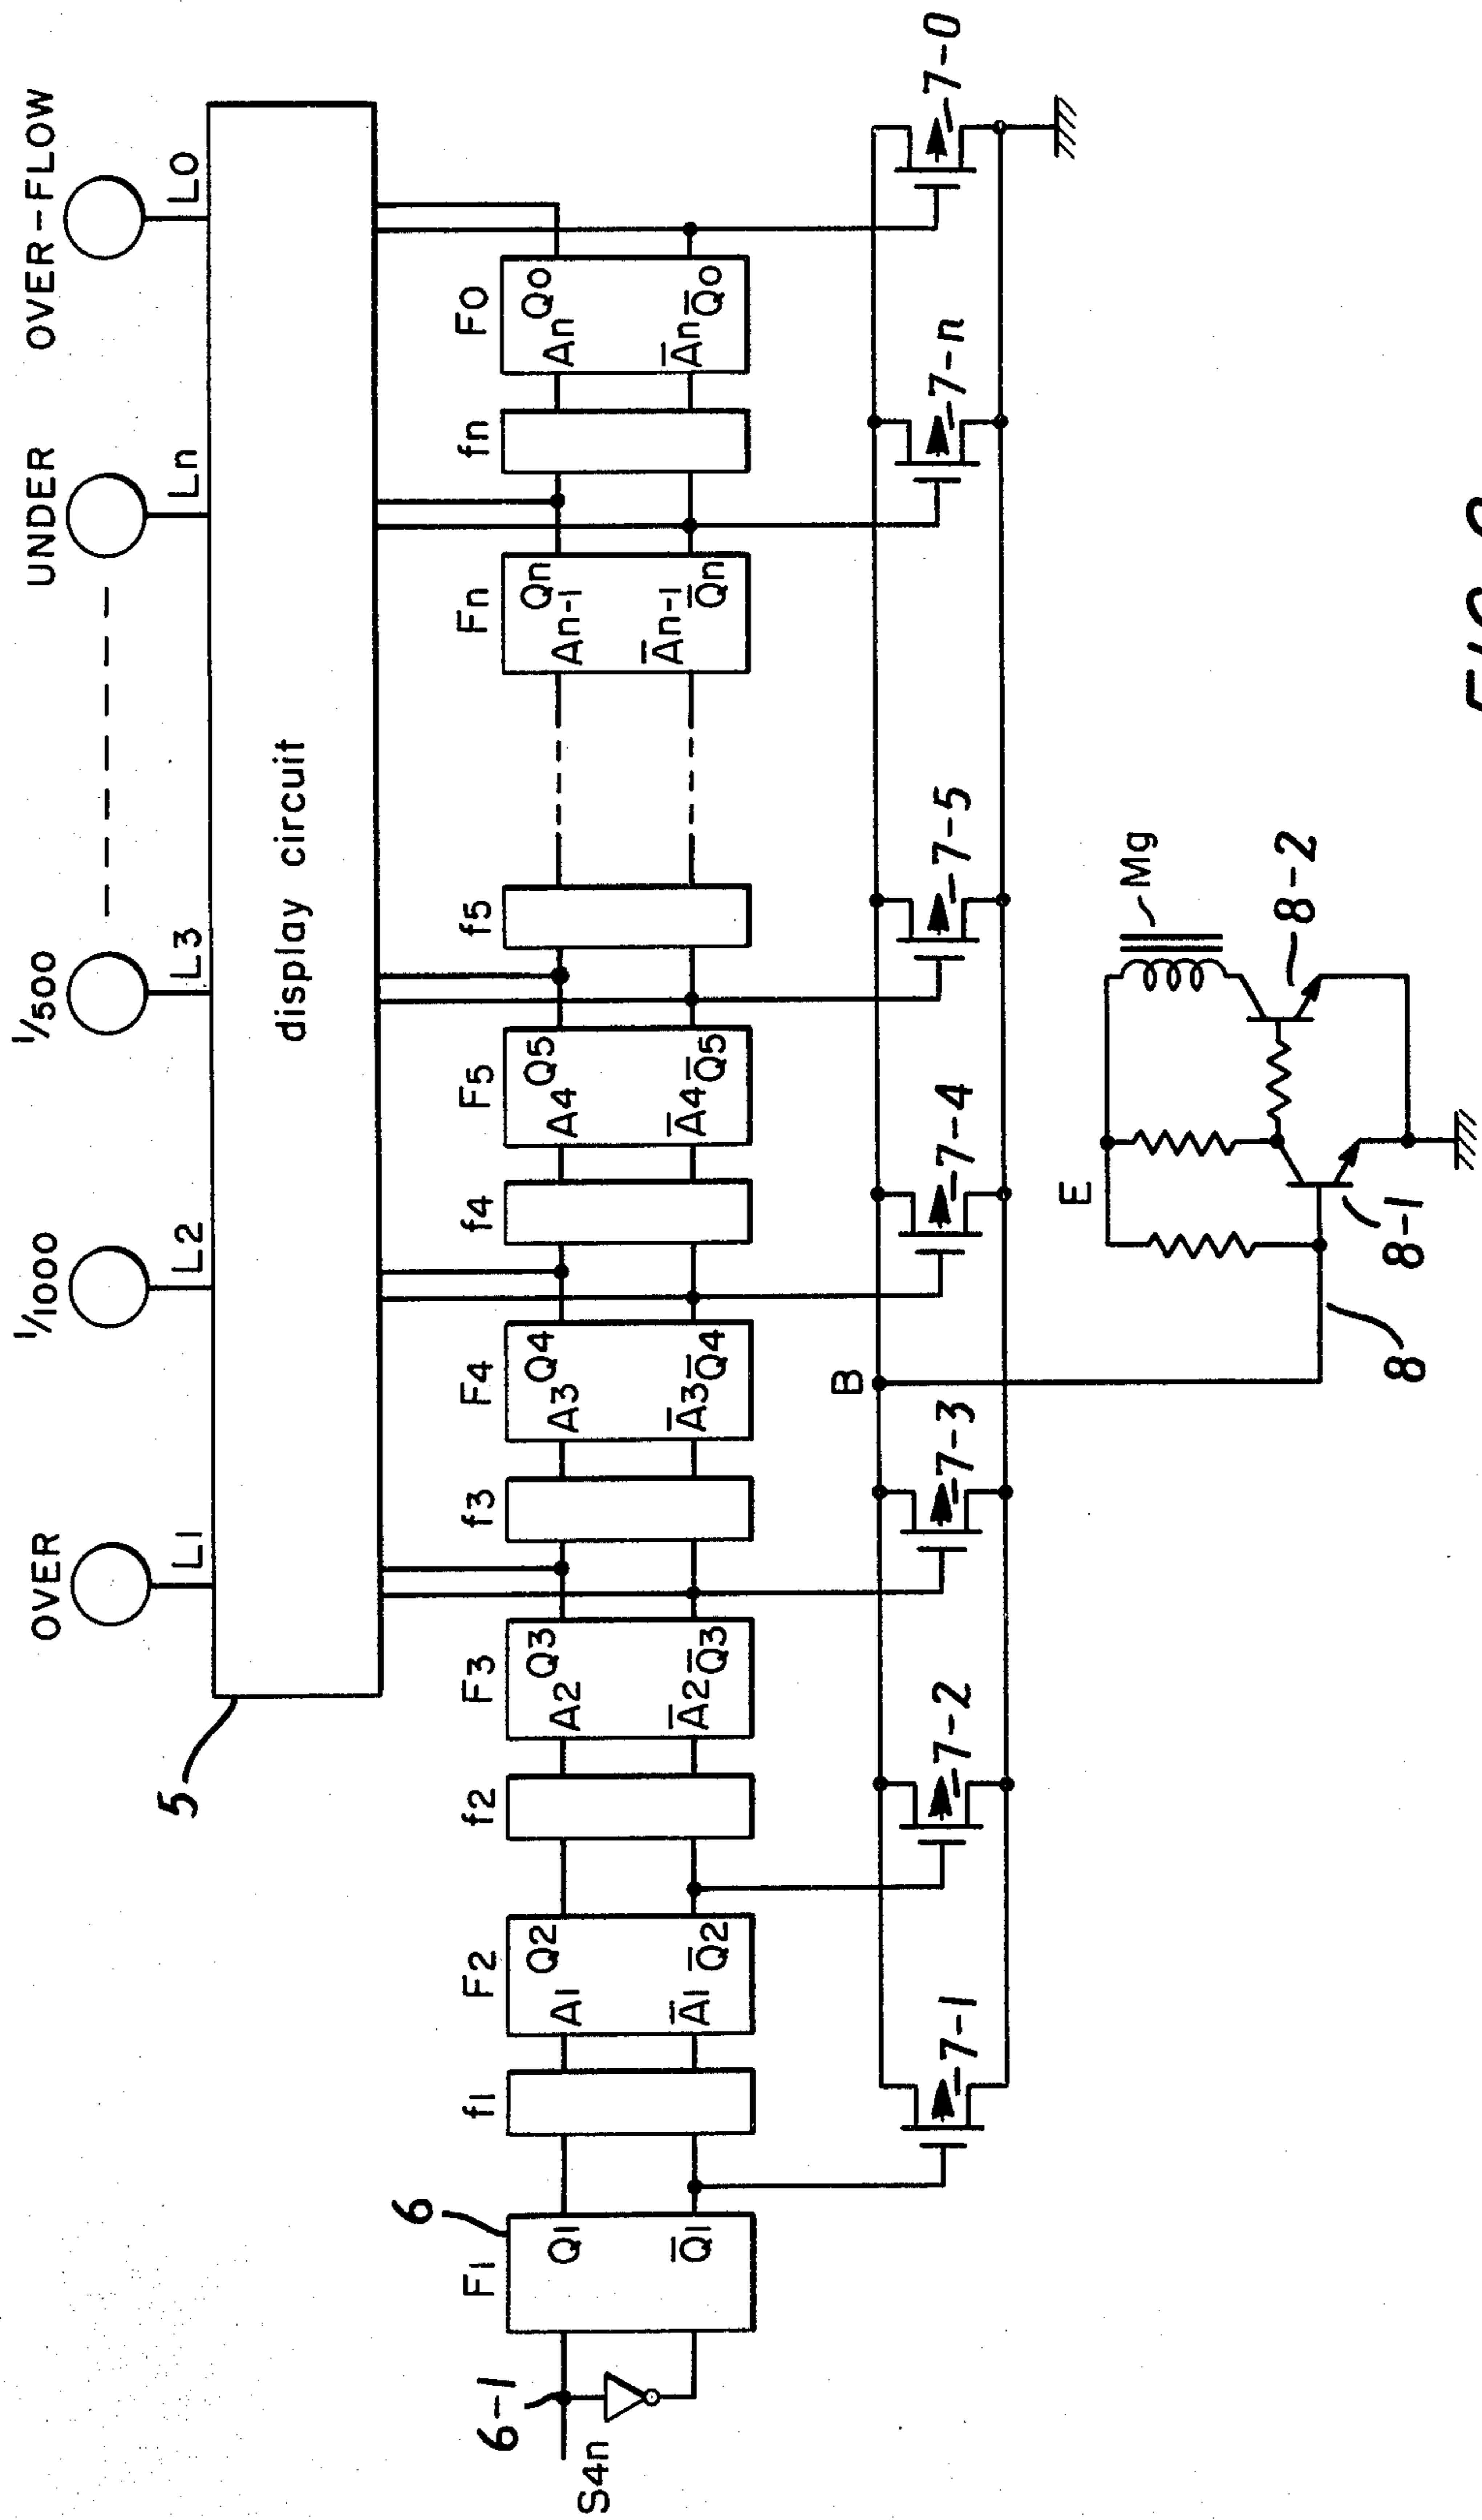 OVER 1/1000 1/500 UNDER OVER-FLOW
L1 L2 L3 Ln L0
5
display circuit
6
F1 f1 F2 f2 F3 f3 F4 f4 F5 f5 Fn fn F0
6-1
Q1 A1 Q2 A2 Q3 A3 Q4 A4 Q5 An-1 Qn An Q0
S4n
Q̄1 Ā1 Q̄2 Ā2 Q̄3 Ā3 Q̄4 Ā4 Q̄5 Ān-1 Q̄n Ān Q̄0
B
7-1 7-2 7-3 7-4 7-5 7-n 7-0
E Mg
8 8-1 8-2